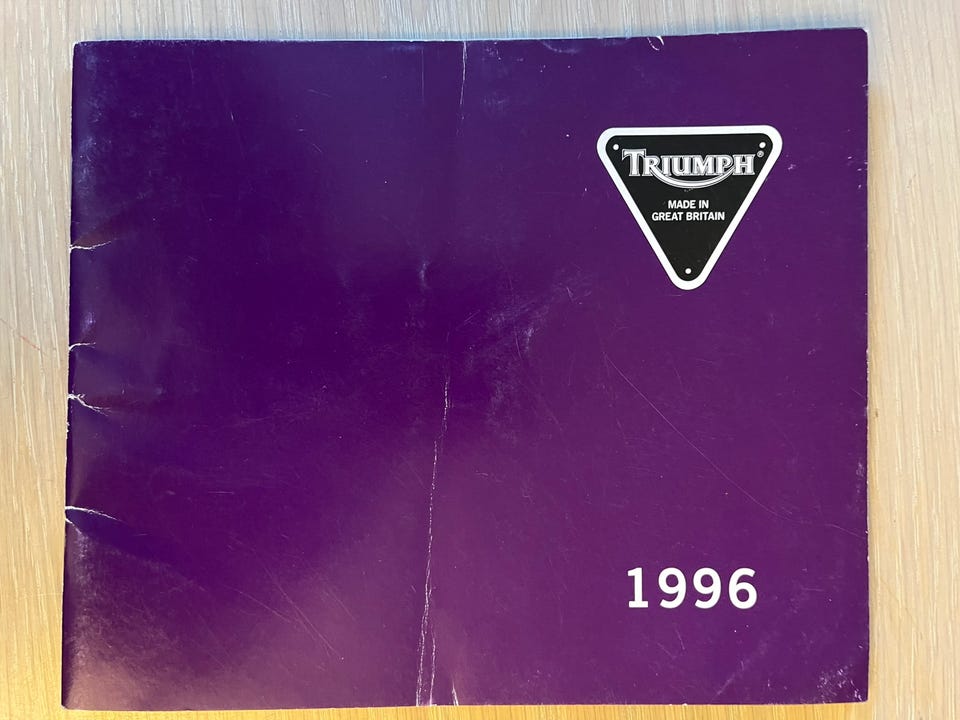 TRIUMPH®
MADE IN
GREAT BRITAIN
1996